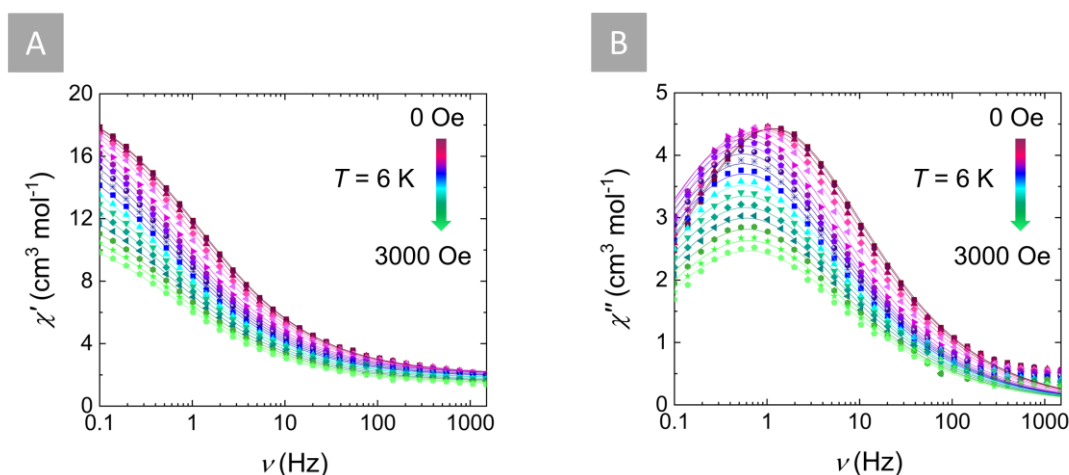 A
B
20
16
12
8
4
0
0.1 1 10 100 1000
χ′ (cm³ mol⁻¹)
ν (Hz)
0 Oe
T = 6 K
3000 Oe
5
4
3
2
1
0
0.1 1 10 100 1000
χ″ (cm³ mol⁻¹)
ν (Hz)
0 Oe
T = 6 K
3000 Oe